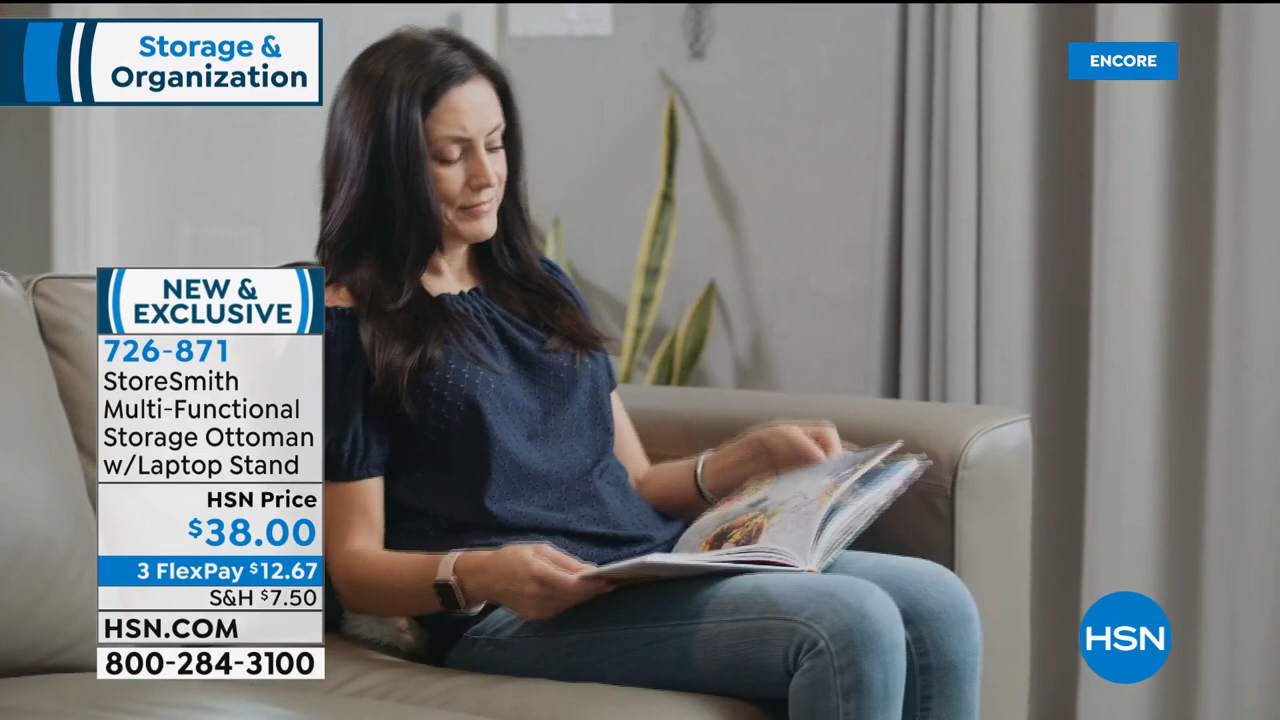 Storage &
Organization
ENCORE
NEW &
EXCLUSIVE
726-871
StoreSmith
Multi-Functional
Storage Ottoman
w/Laptop Stand
HSN Price
$38.00
3 FlexPay $12.67
S&H $7.50
HSN.COM
800-284-3100
HSN